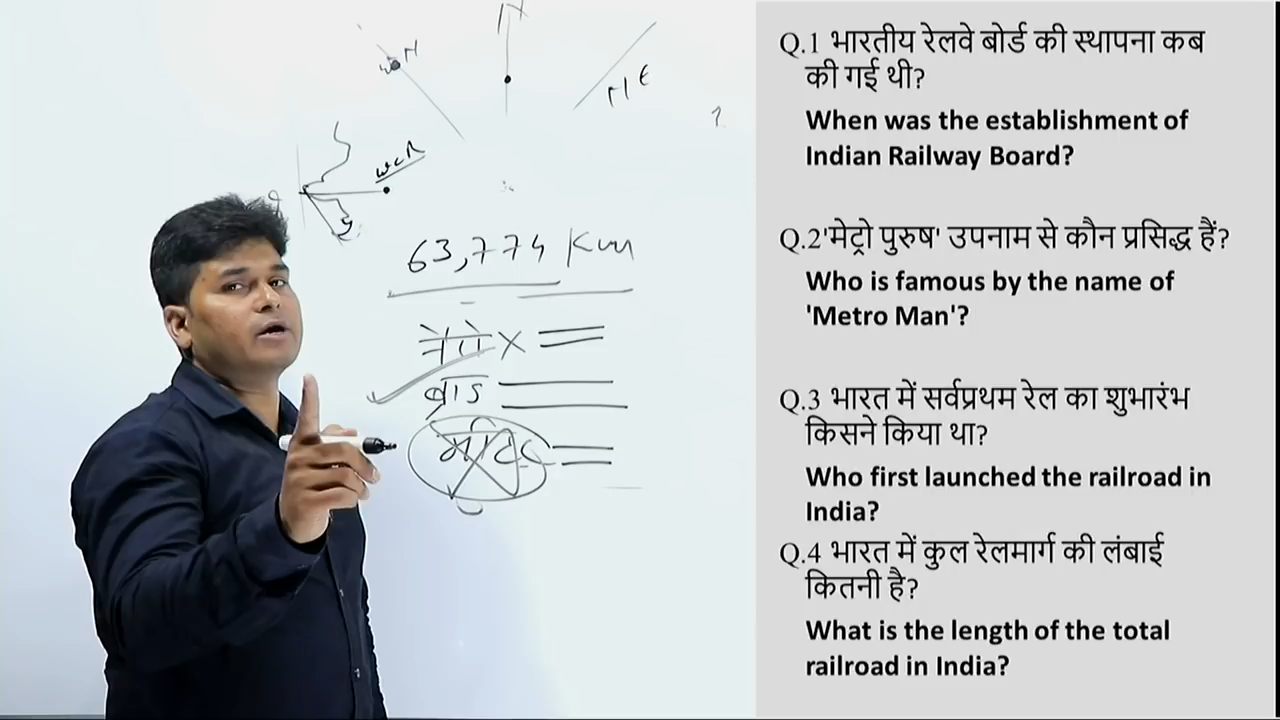 WCR
63,774 Km
ब्राड
Q.1 भारतीय रेलवे बोर्ड की स्थापना कब
की गई थी?
When was the establishment of
Indian Railway Board?
Q.2'मेट्रो पुरुष' उपनाम से कौन प्रसिद्ध हैं?
Who is famous by the name of
'Metro Man'?
Q.3 भारत में सर्वप्रथम रेल का शुभारंभ
किसने किया था?
Who first launched the railroad in
India?
Q.4 भारत में कुल रेलमार्ग की लंबाई
कितनी है?
What is the length of the total
railroad in India?